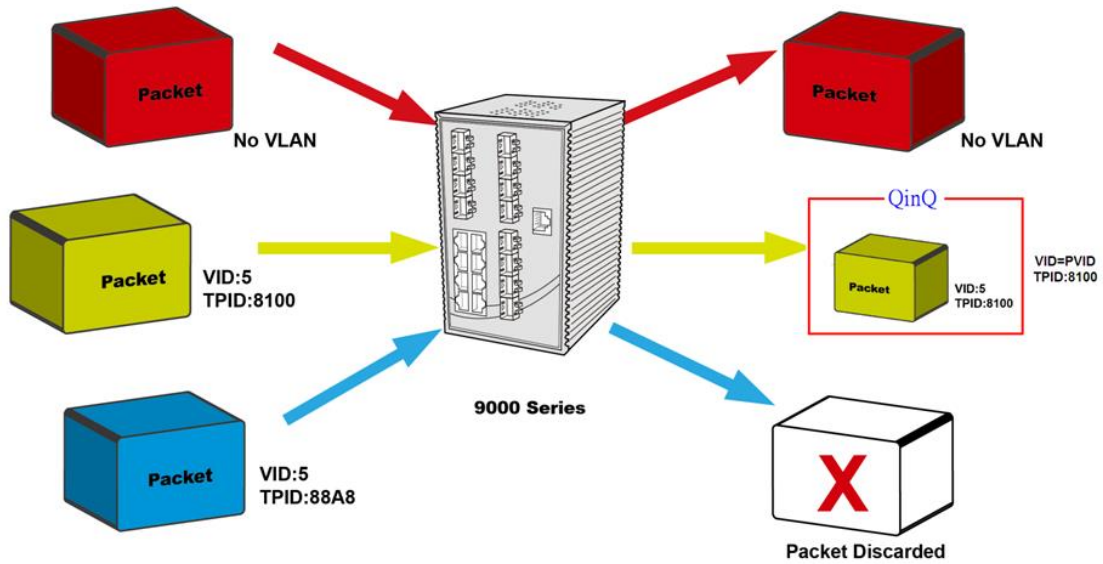 Packet
No VLAN
Packet
No VLAN
Packet
VID:5
TPID:8100
QinQ
Packet
VID:5
TPID:8100
VID=PVID
TPID:8100
9000 Series
Packet
VID:5
TPID:88A8
X
Packet Discarded